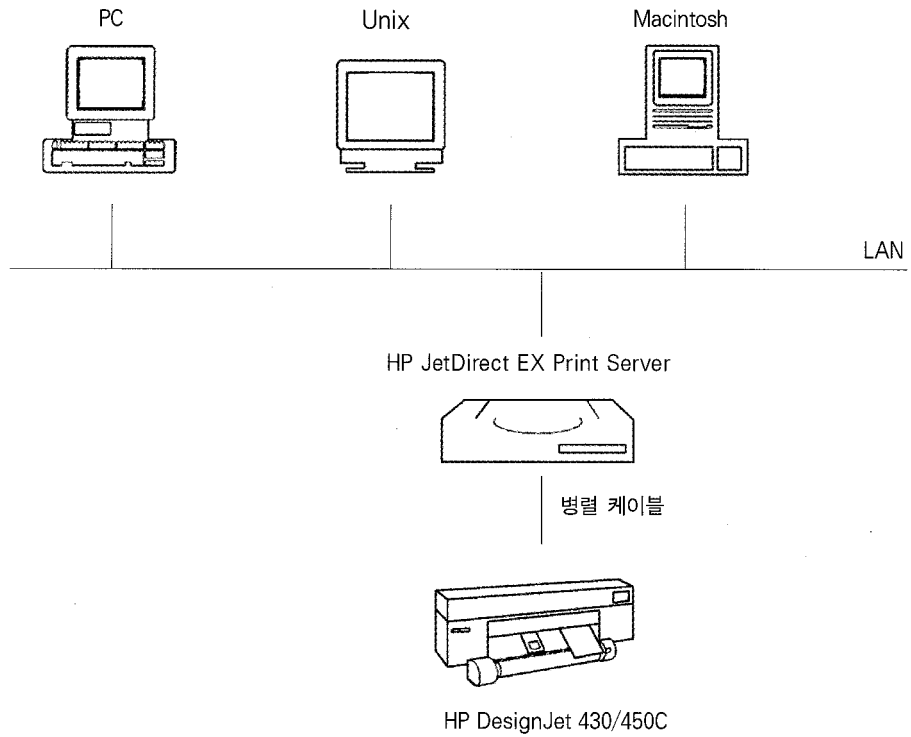 PC
Unix
Macintosh
LAN
HP JetDirect EX Print Server
병렬 케이블
HP DesignJet 430/450C